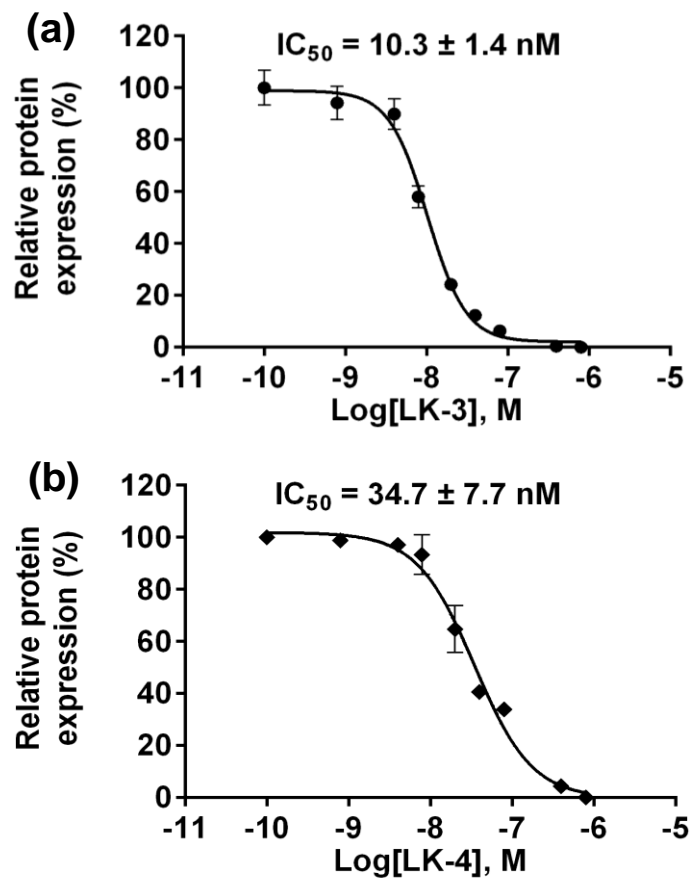 (a)
IC50 = 10.3 ± 1.4 nM
Relative protein
expression (%)
120
100
80
60
40
20
0
-11 -10 -9 -8 -7 -6 -5
Log[LK-3], M
(b)
IC50 = 34.7 ± 7.7 nM
Relative protein
expression (%)
120
100
80
60
40
20
0
-11 -10 -9 -8 -7 -6 -5
Log[LK-4], M